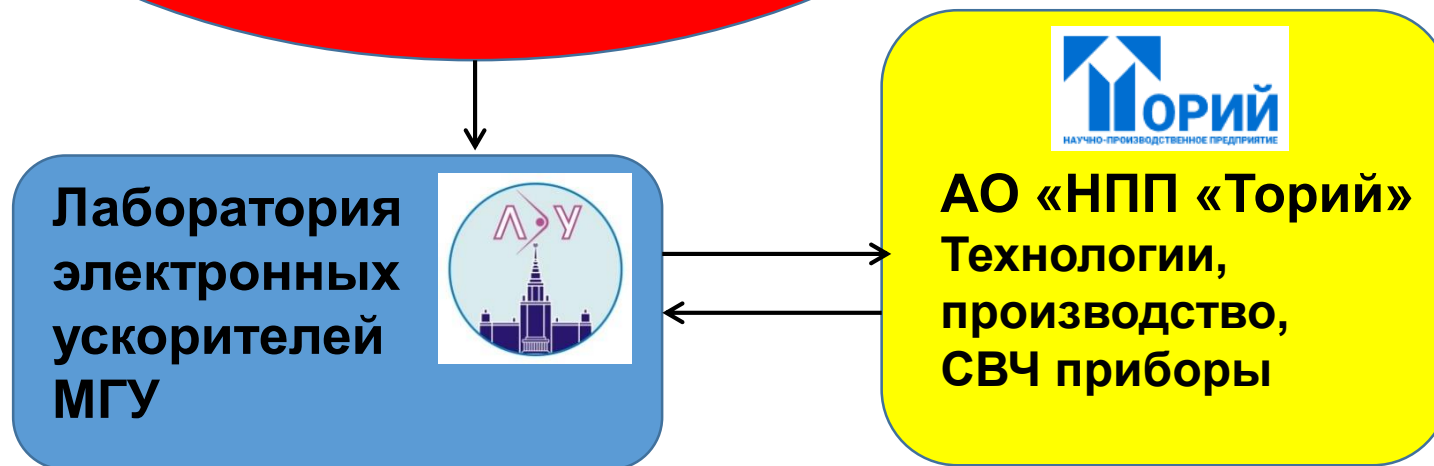 Лаборатория
электронных
ускорителей
МГУ
ЛЭУ
ТОРИЙ
НАУЧНО-ПРОИЗВОДСТВЕННОЕ ПРЕДПРИЯТИЕ
АО «НПП «Торий»
Технологии,
производство,
СВЧ приборы